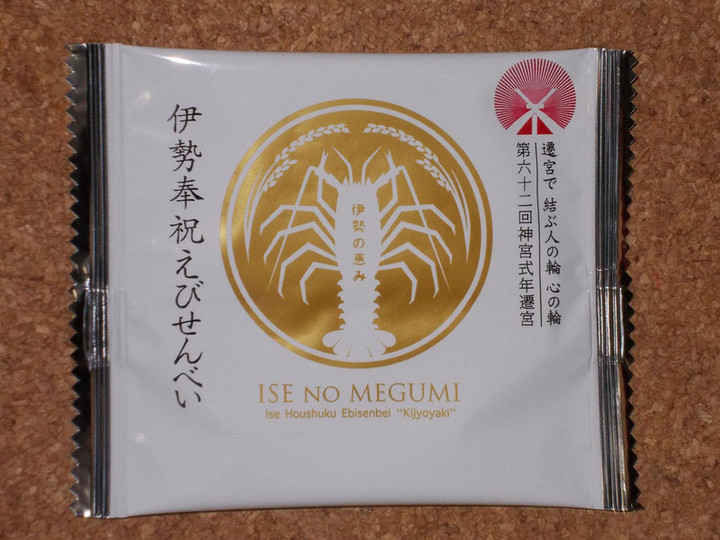 遷宮で 結ぶ人の輪 心の輪
第六十二回神宮式年遷宮
伊勢奉祝えびせんべい
伊勢の恵み
ISE NO MEGUMI
Ise Houshuku Ebisenbei "Kijyoyaki"